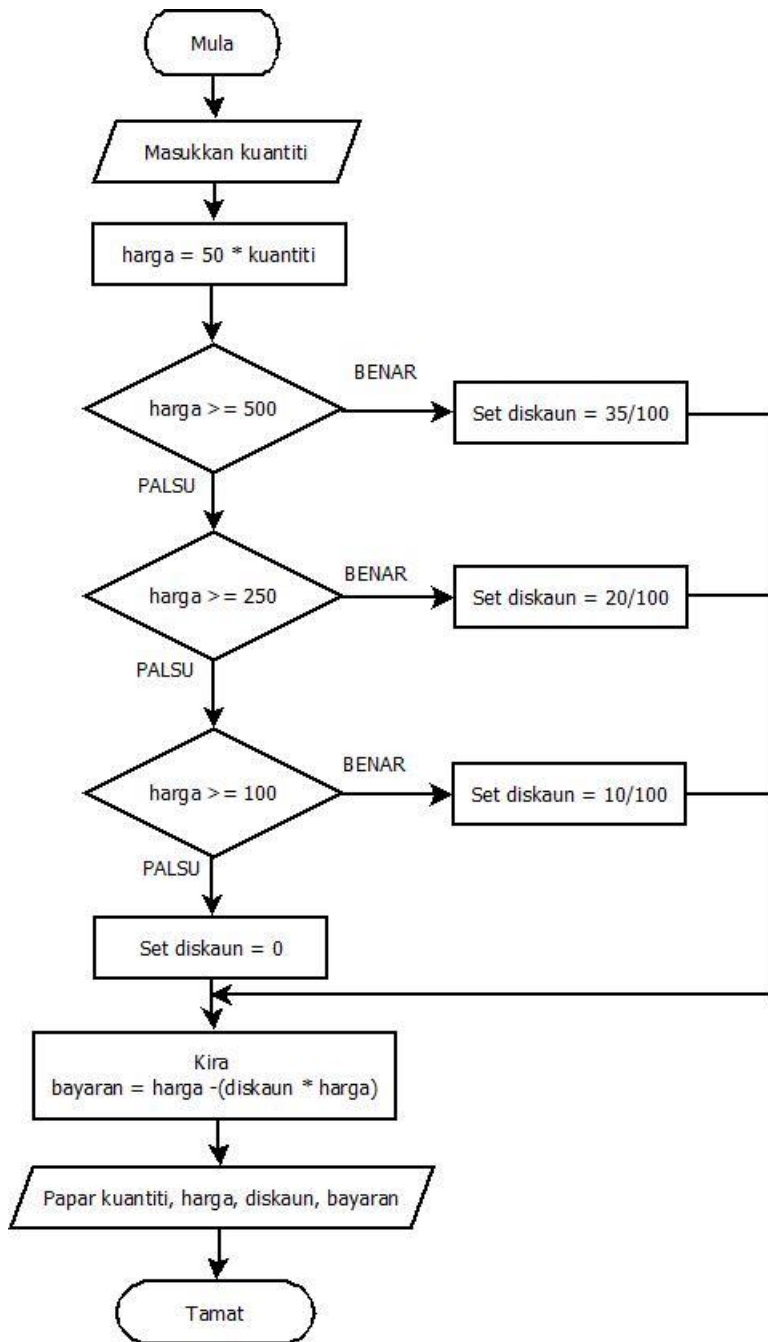 Mula
Masukkan kuantiti
harga = 50 * kuantiti
harga >= 500
BENAR
Set diskaun = 35/100
PALSU
harga >= 250
BENAR
Set diskaun = 20/100
PALSU
harga >= 100
BENAR
Set diskaun = 10/100
PALSU
Set diskaun = 0
Kira
bayaran = harga -(diskaun * harga)
Papar kuantiti, harga, diskaun, bayaran
Tamat